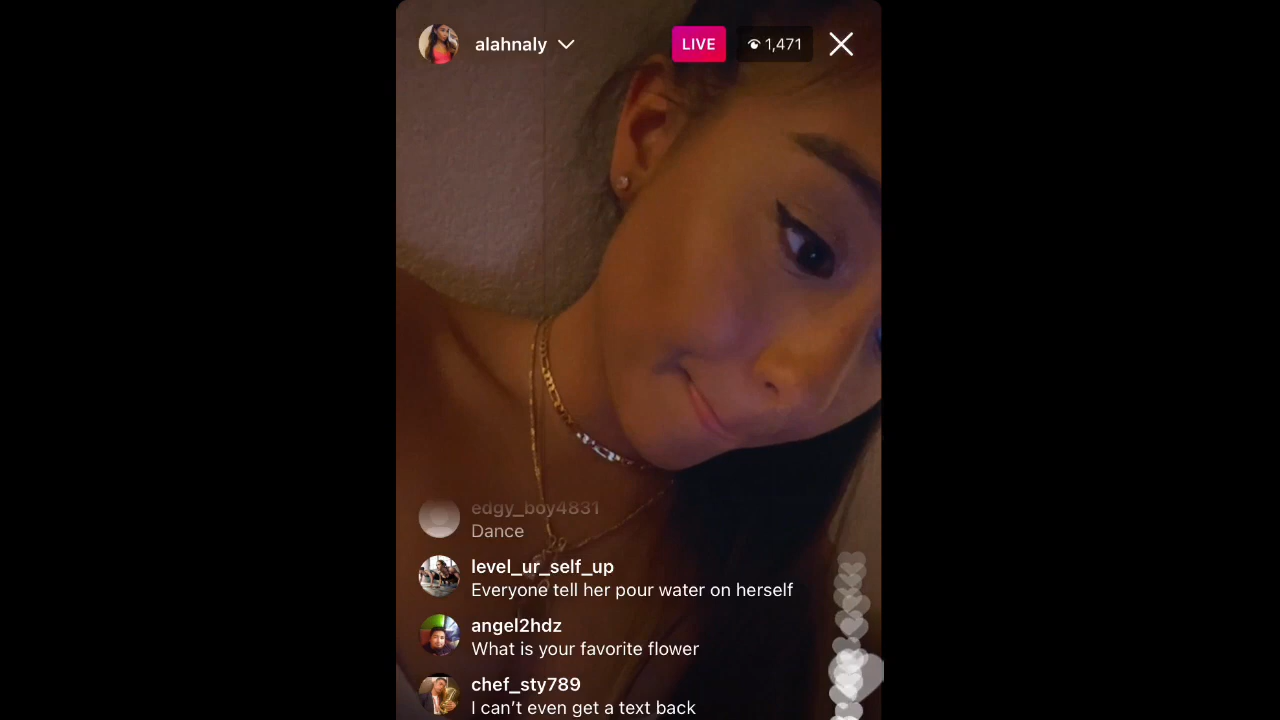 alahnaly
LIVE
1,471
edgy_boy4831
Dance
level_ur_self_up
Everyone tell her pour water on herself
angel2hdz
What is your favorite flower
chef_sty789
I can't even get a text back